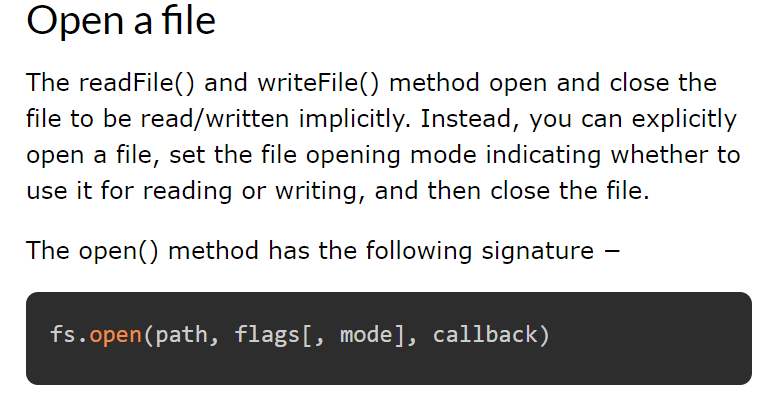 Open a file
The readFile() and writeFile() method open and close the
file to be read/written implicitly. Instead, you can explicitly
open a file, set the file opening mode indicating whether to
use it for reading or writing, and then close the file.
The open() method has the following signature −
fs.open(path, flags[, mode], callback)